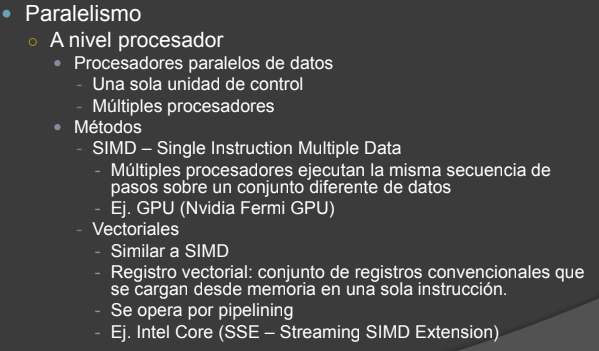 Paralelismo
A nivel procesador
Procesadores paralelos de datos
- Una sola unidad de control
- Múltiples procesadores
Métodos
- SIMD – Single Instruction Multiple Data
- Múltiples procesadores ejecutan la misma secuencia de
pasos sobre un conjunto diferente de datos
- Ej. GPU (Nvidia Fermi GPU)
- Vectoriales
- Similar a SIMD
- Registro vectorial: conjunto de registros convencionales que
se cargan desde memoria en una sola instrucción.
- Se opera por pipelining
- Ej. Intel Core (SSE – Streaming SIMD Extension)